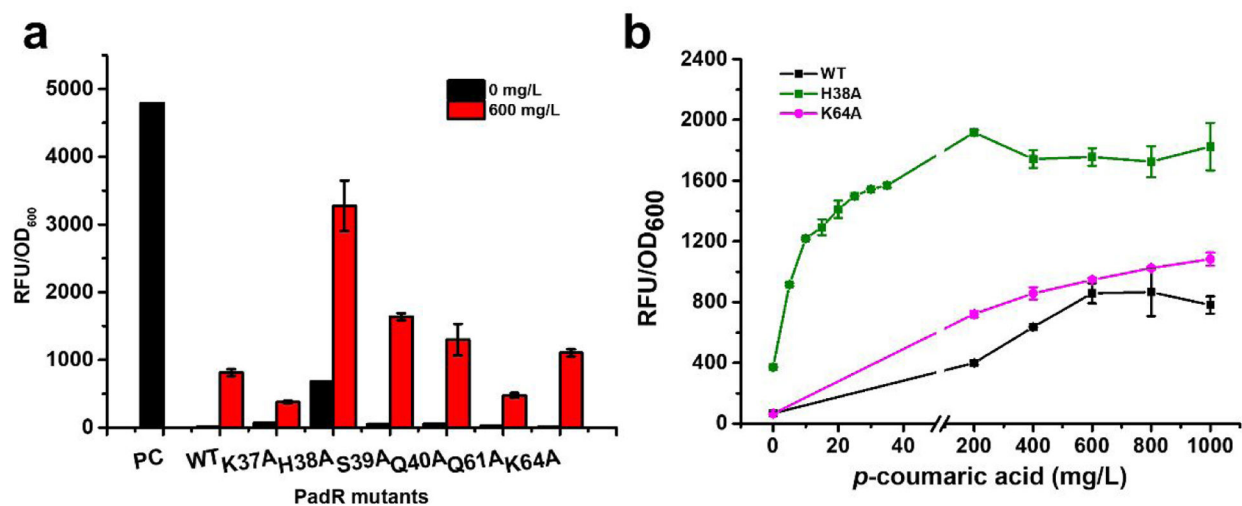 a
5000
4000
3000
2000
1000
0
RFU/OD600
0 mg/L
600 mg/L
PC
WT
K37A
H38A
S39A
Q40A
Q61A
K64A
PadR mutants
b
2400
2000
1600
1200
800
400
0
RFU/OD600
WT
H38A
K64A
0 20 40 200 400 600 800 1000
p-coumaric acid (mg/L)